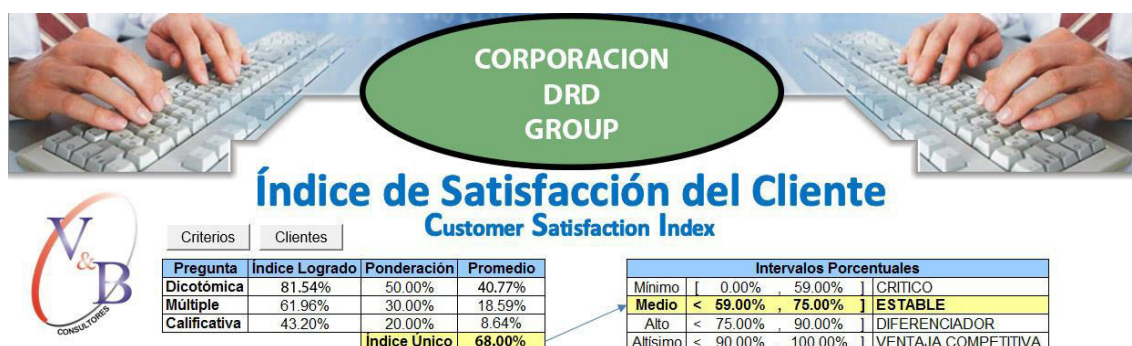 CORPORACION
DRD
GROUP
Índice de Satisfacción del Cliente
Customer Satisfaction Index
V&B
CONSULTORES
Criterios Clientes
Pregunta Índice Logrado Ponderación Promedio
Dicotómica 81.54% 50.00% 40.77%
Múltiple 61.96% 30.00% 18.59%
Calificativa 43.20% 20.00% 8.64%
Índice Único 68.00%
Intervalos Porcentuales
Mínimo [ 0.00% , 59.00% ] CRITICO
Medio < 59.00% , 75.00% ] ESTABLE
Alto < 75.00% , 90.00% ] DIFERENCIADOR
Altísimo < 90.00% , 100.00% ] VENTAJA COMPETITIVA